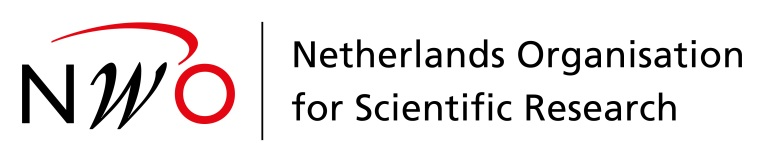 NWO
Netherlands Organisation
for Scientific Research